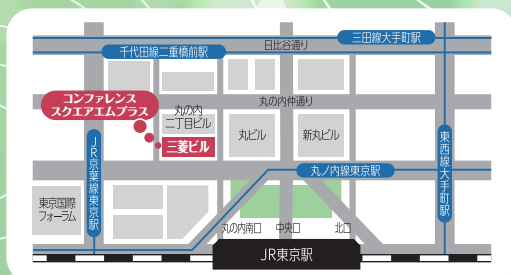 三田線大手町駅
日比谷通り
千代田線二重橋前駅
コンファレンス
スクエアエムプラス
丸の内仲通り
丸の内
二丁目ビル
丸ビル
新丸ビル
三菱ビル
JR京葉線東京駅
東西線大手町駅
丸ノ内線東京駅
東京国際
フォーラム
丸の内南口
中央口
北口
JR東京駅